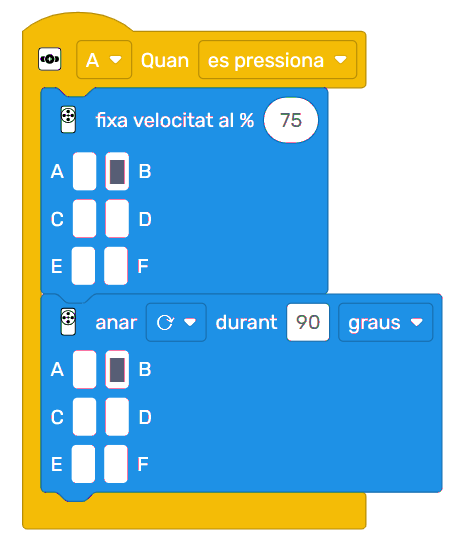 A Quan es pressiona
fixa velocitat al % 75
A B
C D
E F
anar durant 90 graus
A B
C D
E F